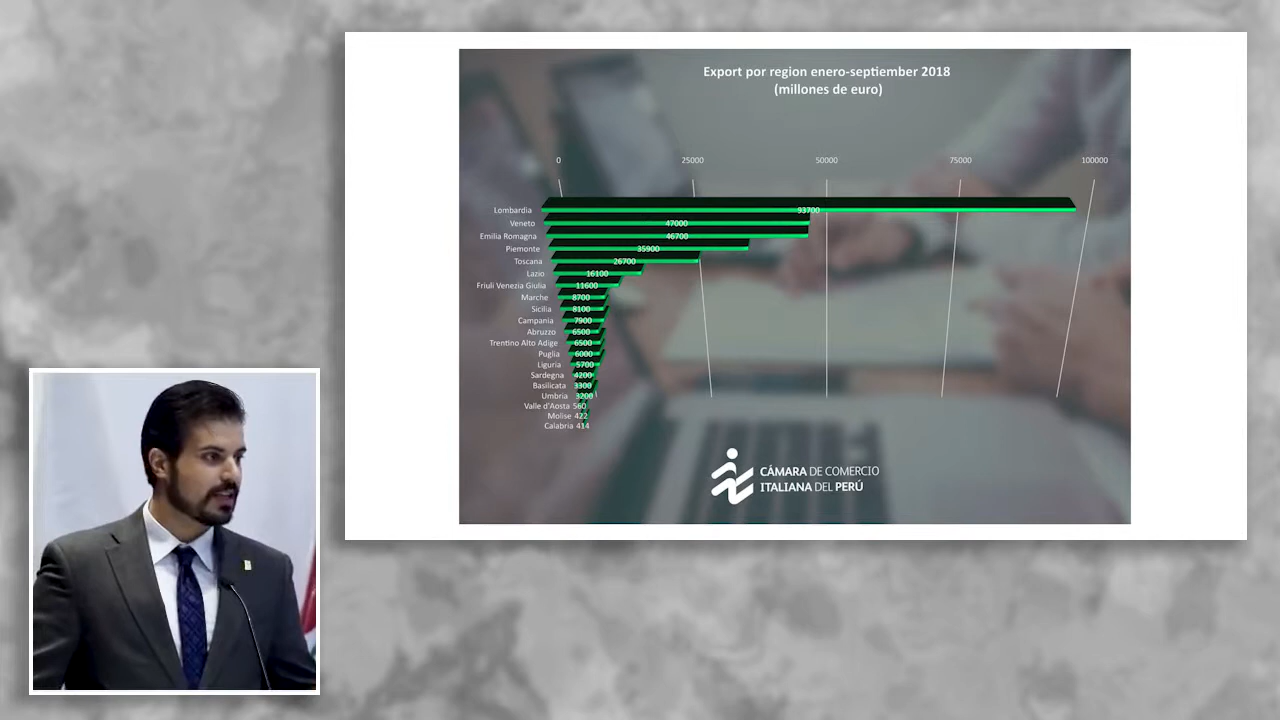 Export por region enero-septiember 2018
(millones de euro)
0 25000 50000 75000 100000
Lombardia 93700
Veneto 47000
Emilia Romagna 46700
Piemonte 35900
Toscana 26700
Lazio 16100
Friuli Venezia Giulia 11600
Marche 8700
Sicilia 8100
Campania 7900
Abruzzo 6500
Trentino Alto Adige 6500
Puglia 6000
Liguria 5700
Sardegna 4200
Basilicata 3300
Umbria 3200
Valle d'Aosta 560
Molise 422
Calabria 414
CÁMARA DE COMERCIO
ITALIANA DEL PERÚ